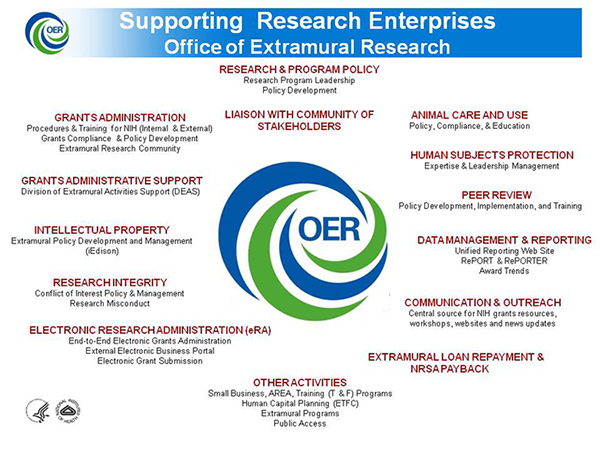 OER
Supporting Research Enterprises
Office of Extramural Research
RESEARCH & PROGRAM POLICY
Research Program Leadership
Policy Development
LIAISON WITH COMMUNITY OF
STAKEHOLDERS
GRANTS ADMINISTRATION
Procedures & Training for NIH (Internal & External)
Grants Compliance & Policy Development
Extramural Research Community
GRANTS ADMINISTRATIVE SUPPORT
Division of Extramural Activities Support (DEAS)
INTELLECTUAL PROPERTY
Extramural Policy Development and Management
(iEdison)
RESEARCH INTEGRITY
Conflict of Interest Policy & Management
Research Misconduct
ELECTRONIC RESEARCH ADMINISTRATION (eRA)
End-to-End Electronic Grants Administration
External Electronic Business Portal
Electronic Grant Submission
OER
ANIMAL CARE AND USE
Policy, Compliance, & Education
HUMAN SUBJECTS PROTECTION
Expertise & Leadership Management
PEER REVIEW
Policy Development, Implementation, and Training
DATA MANAGEMENT & REPORTING
Unified Reporting Web Site
RePORT & RePORTER
Award Trends
COMMUNICATION & OUTREACH
Central source for NIH grants resources,
workshops, websites and news updates
EXTRAMURAL LOAN REPAYMENT &
NRSA PAYBACK
OTHER ACTIVITIES
Small Business, AREA, Training (T & F) Programs
Human Capital Planning (ETFC)
Extramural Programs
Public Access